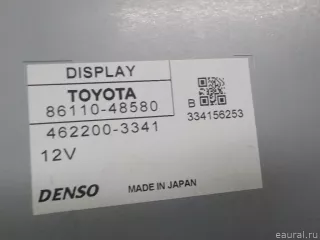 DISPLAY
TOYOTA
86110-48580
462200-3341
12V
B
334156253
DENSO
MADE IN JAPAN
eaural.ru